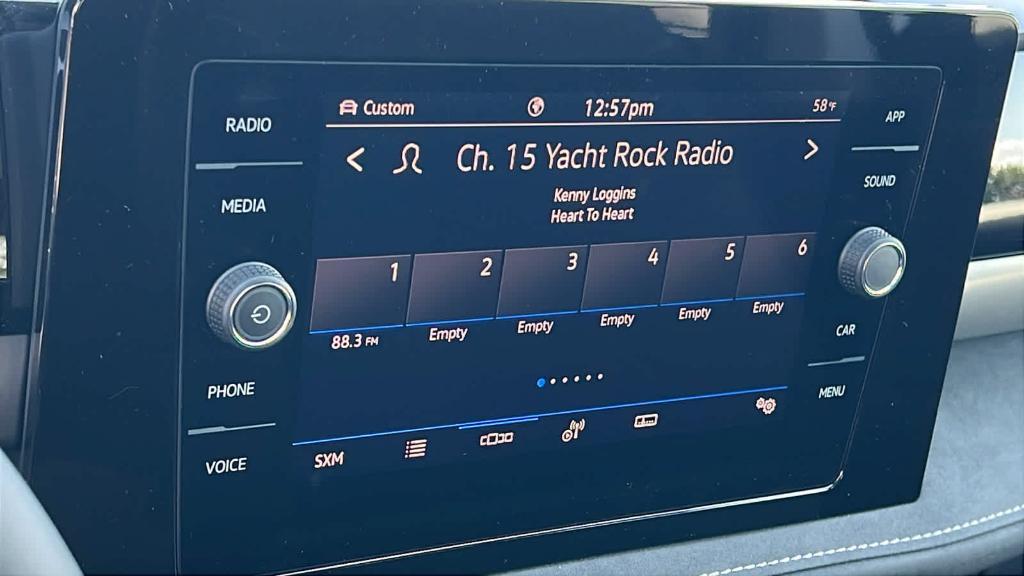 RADIO
MEDIA
PHONE
VOICE
Custom
12:57pm
58°F
Ch. 15 Yacht Rock Radio
Kenny Loggins
Heart To Heart
1 2 3 4 5 6
88.3 FM Empty Empty Empty Empty Empty
SXM
APP
SOUND
CAR
MENU